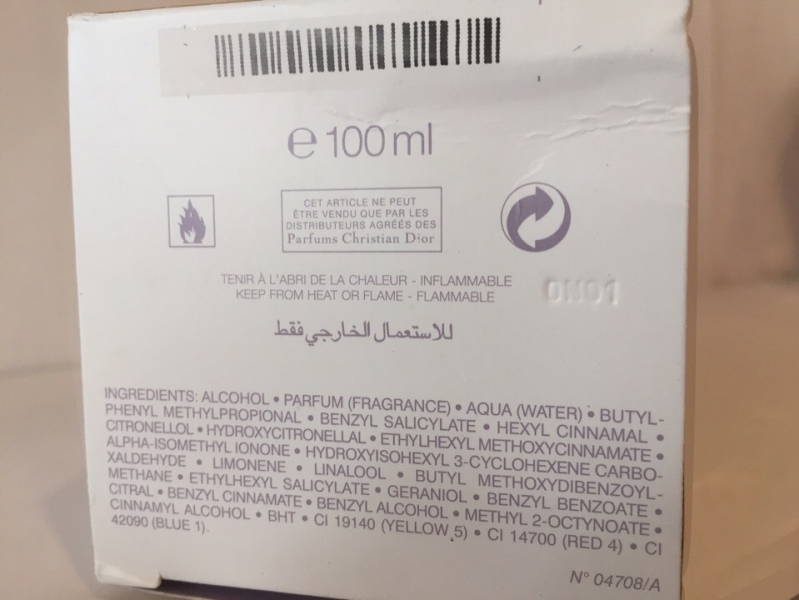 e 100 ml
CET ARTICLE NE PEUT
ÊTRE VENDU QUE PAR LES
DISTRIBUTEURS AGRÉÉS DES
Parfums Christian Dior
TENIR À L'ABRI DE LA CHALEUR - INFLAMMABLE
KEEP FROM HEAT OR FLAME - FLAMMABLE
للاستعمال الخارجي فقط
INGREDIENTS: ALCOHOL • PARFUM (FRAGRANCE) • AQUA (WATER) • BUTYL-
PHENYL METHYLPROPIONAL • BENZYL SALICYLATE • HEXYL CINNAMAL •
CITRONELLOL • HYDROXYCITRONELLAL • ETHYLHEXYL METHOXYCINNAMATE •
ALPHA-ISOMETHYL IONONE • HYDROXYISOHEXYL 3-CYCLOHEXENE CARBO-
XALDEHYDE • LIMONENE • LINALOOL • BUTYL METHOXYDIBENZOYL-
METHANE • ETHYLHEXYL SALICYLATE • GERANIOL • BENZYL BENZOATE •
CITRAL • BENZYL CINNAMATE • BENZYL ALCOHOL • METHYL 2-OCTYNOATE •
CINNAMYL ALCOHOL • BHT • CI 19140 (YELLOW 5) • CI 14700 (RED 4) • CI
42090 (BLUE 1).
N° 04708/A